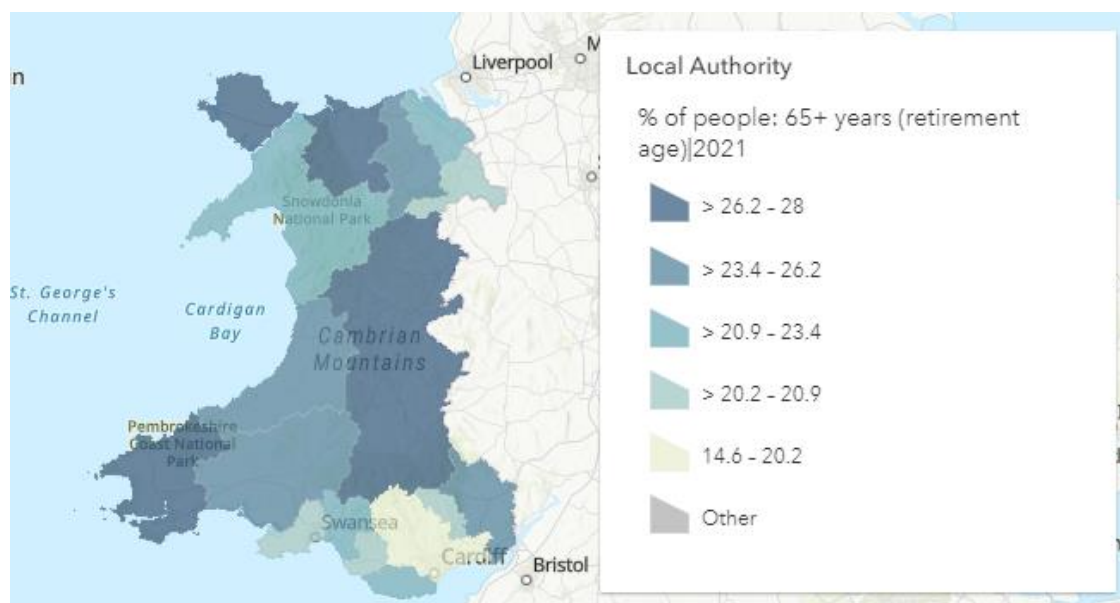 n
Liverpool
M
Snowdonia
National Park
St. George's
Channel
Cardigan
Bay
Cambrian
Mountains
Pembrokeshire
Coast National
Park
Swansea
Cardiff
Bristol
Local Authority
% of people: 65+ years (retirement
age)|2021
> 26.2 – 28
> 23.4 – 26.2
> 20.9 – 23.4
> 20.2 – 20.9
14.6 – 20.2
Other